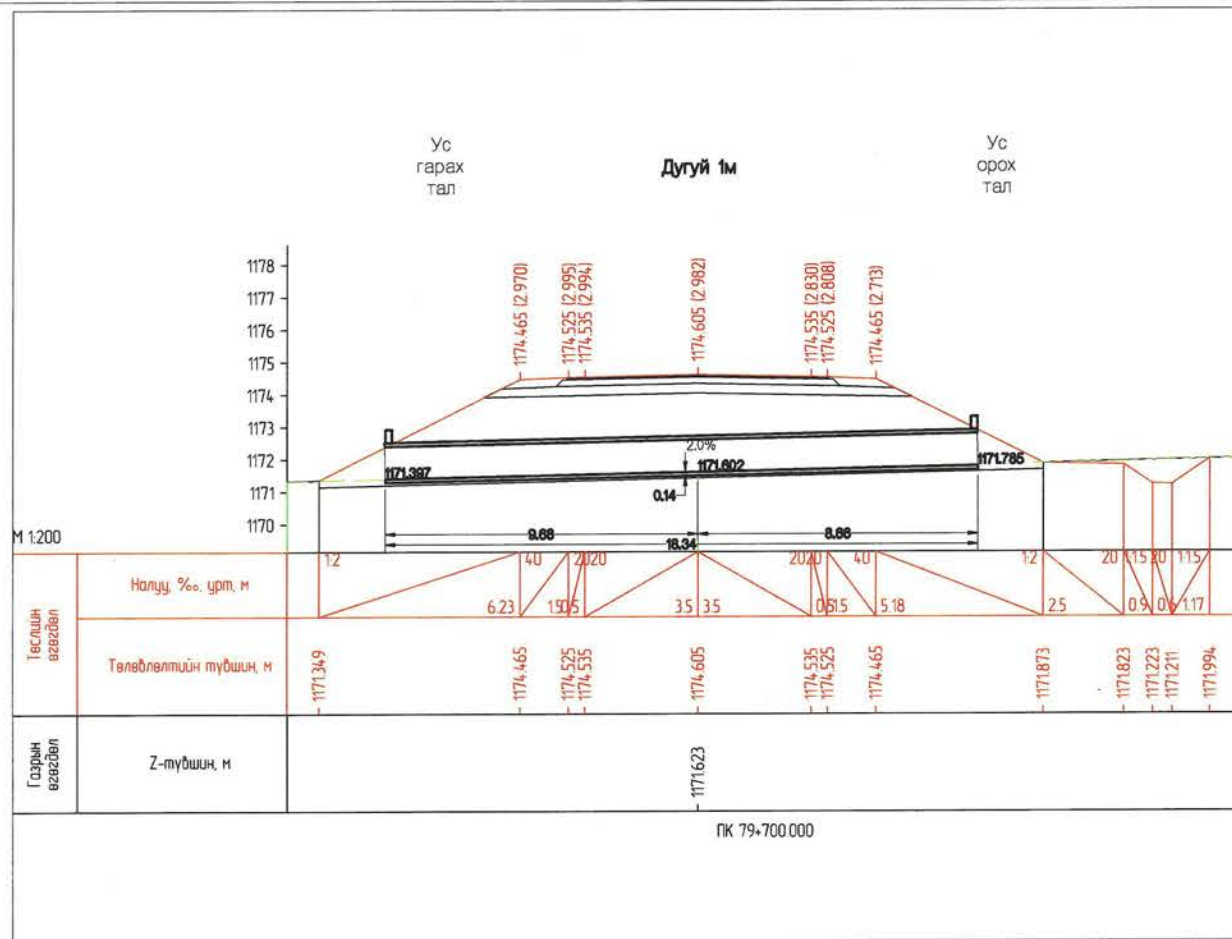 Ус
гарах
тал
Дугуй 1м
Ус
орох
тал
1174.465 (2.970)
1174.525 (2.995)
1174.535 (2.994)
1174.605 (2.982)
1174.535 (2.830)
1174.525 (2.808)
1174.465 (2.713)
1178
1177
1176
1175
1174
1173
1172
1171
1170
2.0%
1171.397
1171.602
1171.785
0.14
М 1:200
9.68
8.66
18.34
Төслийн өгөгдөл
Налуу, ‰, урт, м
1:2 40 20 20 20 20 40 1:2 20 1:1.5 20 1:1.5
6.23 1.5 0.5 3.5 3.5 0.5 1.5 5.18 2.5 0.9 0.6 1.17
Төлөвлөлтийн түвшин, м
1171.349
1174.465
1174.525
1174.535
1174.605
1174.535
1174.525
1174.465
1171.873
1171.823
1171.223
1171.211
1171.994
Газрын өгөгдөл
Z-түвшин, м
1171.623
ПК 79+700.000